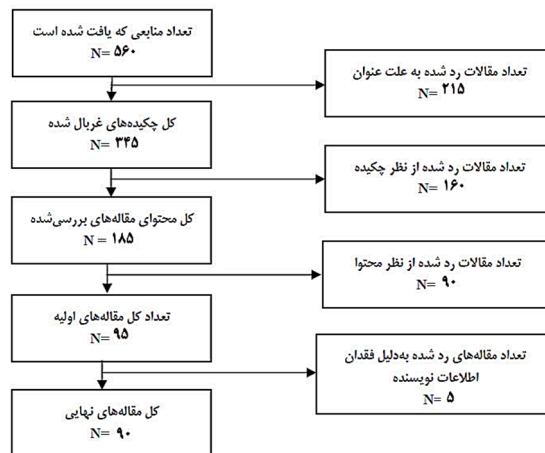 تعداد منابعی که یافت شده است
N= ۵۶۰
تعداد مقالات رد شده به علت عنوان
N= ۲۱۵
کل چکیده‌های غربال شده
N= ۳۴۵
تعداد مقالات رد شده از نظر چکیده
N= ۱۶۰
کل محتوای مقاله‌های بررسی‌شده
N = ۱۸۵
تعداد مقالات رد شده از نظر محتوا
N= ۹۰
تعداد کل مقاله‌های اولیه
N= ۹۵
تعداد مقاله‌های رد شده به‌دلیل فقدان
اطلاعات نویسنده
N= ۵
کل مقاله‌های نهایی
N= ۹۰